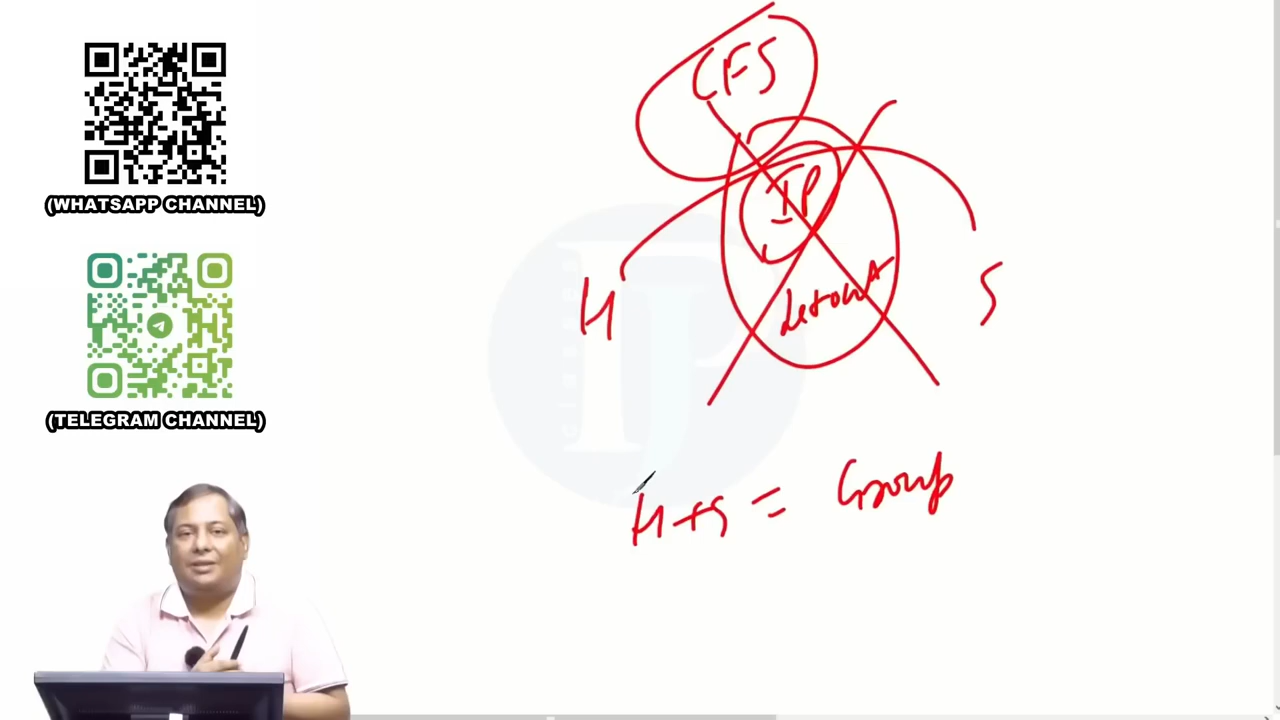 CFS
IP
H
S
(WHATSAPP CHANNEL)
(TELEGRAM CHANNEL)
H+S = Group